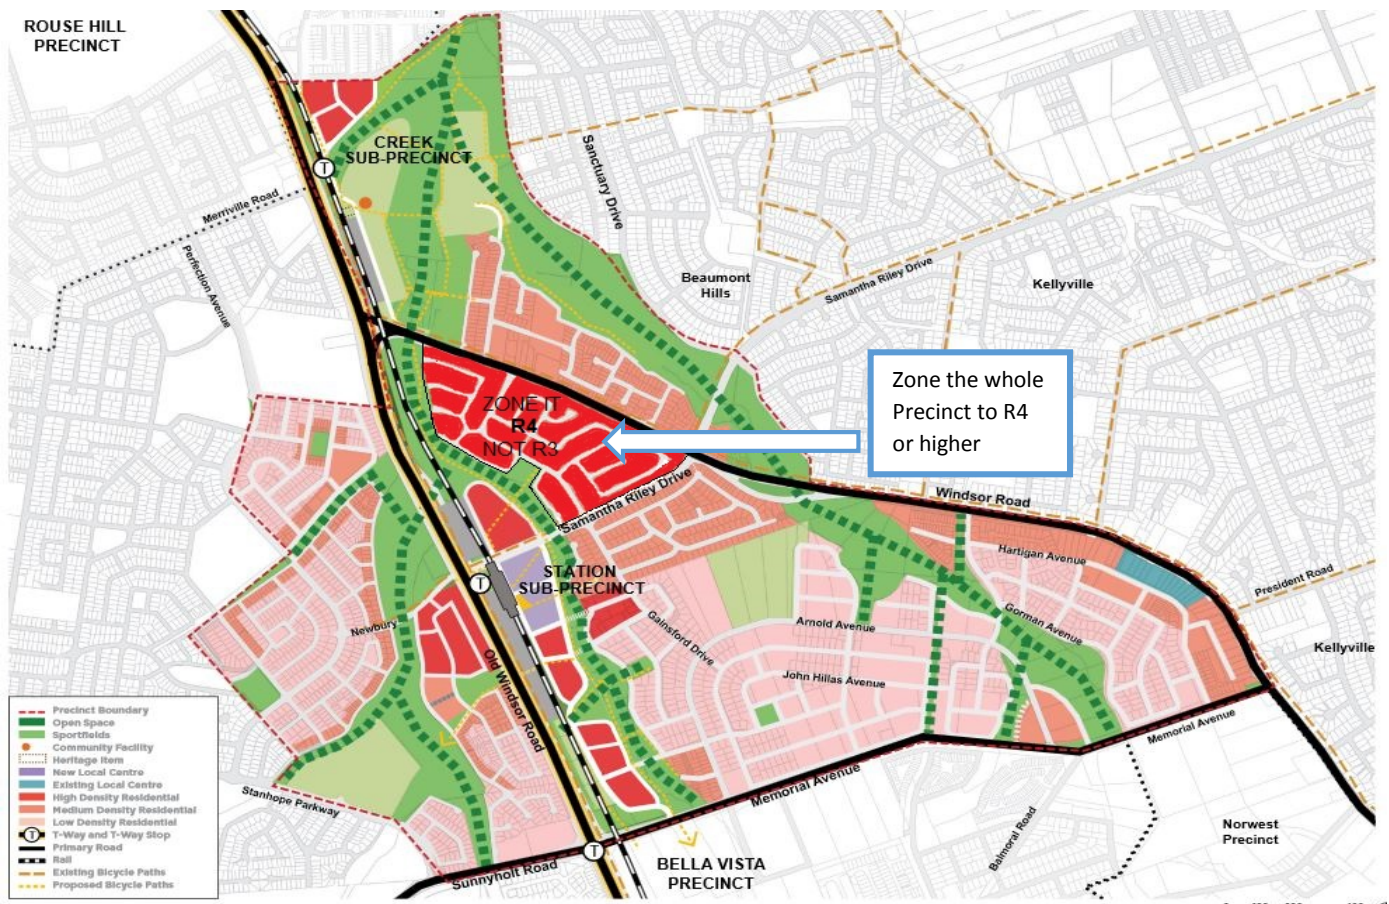 ROUSE HILL
PRECINCT
CREEK
SUB-PRECINCT
Merriville Road
Perfection Avenue
Sanctuary Drive
Beaumont
Hills
Samantha Riley Drive
Kellyville
Zone the whole
Precinct to R4
or higher
ZONE IT
R4
NOT R3
Samantha Riley Drive
Windsor Road
Hartigan Avenue
President Road
STATION
SUB-PRECINCT
Newbury
Gainsford Drive
Arnold Avenue
Gorman Avenue
John Hillas Avenue
Kellyville
Old Windsor Road
Memorial Avenue
Memorial Avenue
Stanhope Parkway
Balmoral Road
Norwest
Precinct
BELLA VISTA
PRECINCT
Sunnyholt Road
T
T
T
Precinct Boundary
Open Space
Sportfields
Community Facility
Heritage Item
New Local Centre
Existing Local Centre
High Density Residential
Medium Density Residential
Low Density Residential
T T-Way and T-Way Stop
Primary Road
Rail
Existing Bicycle Paths
Proposed Bicycle Paths